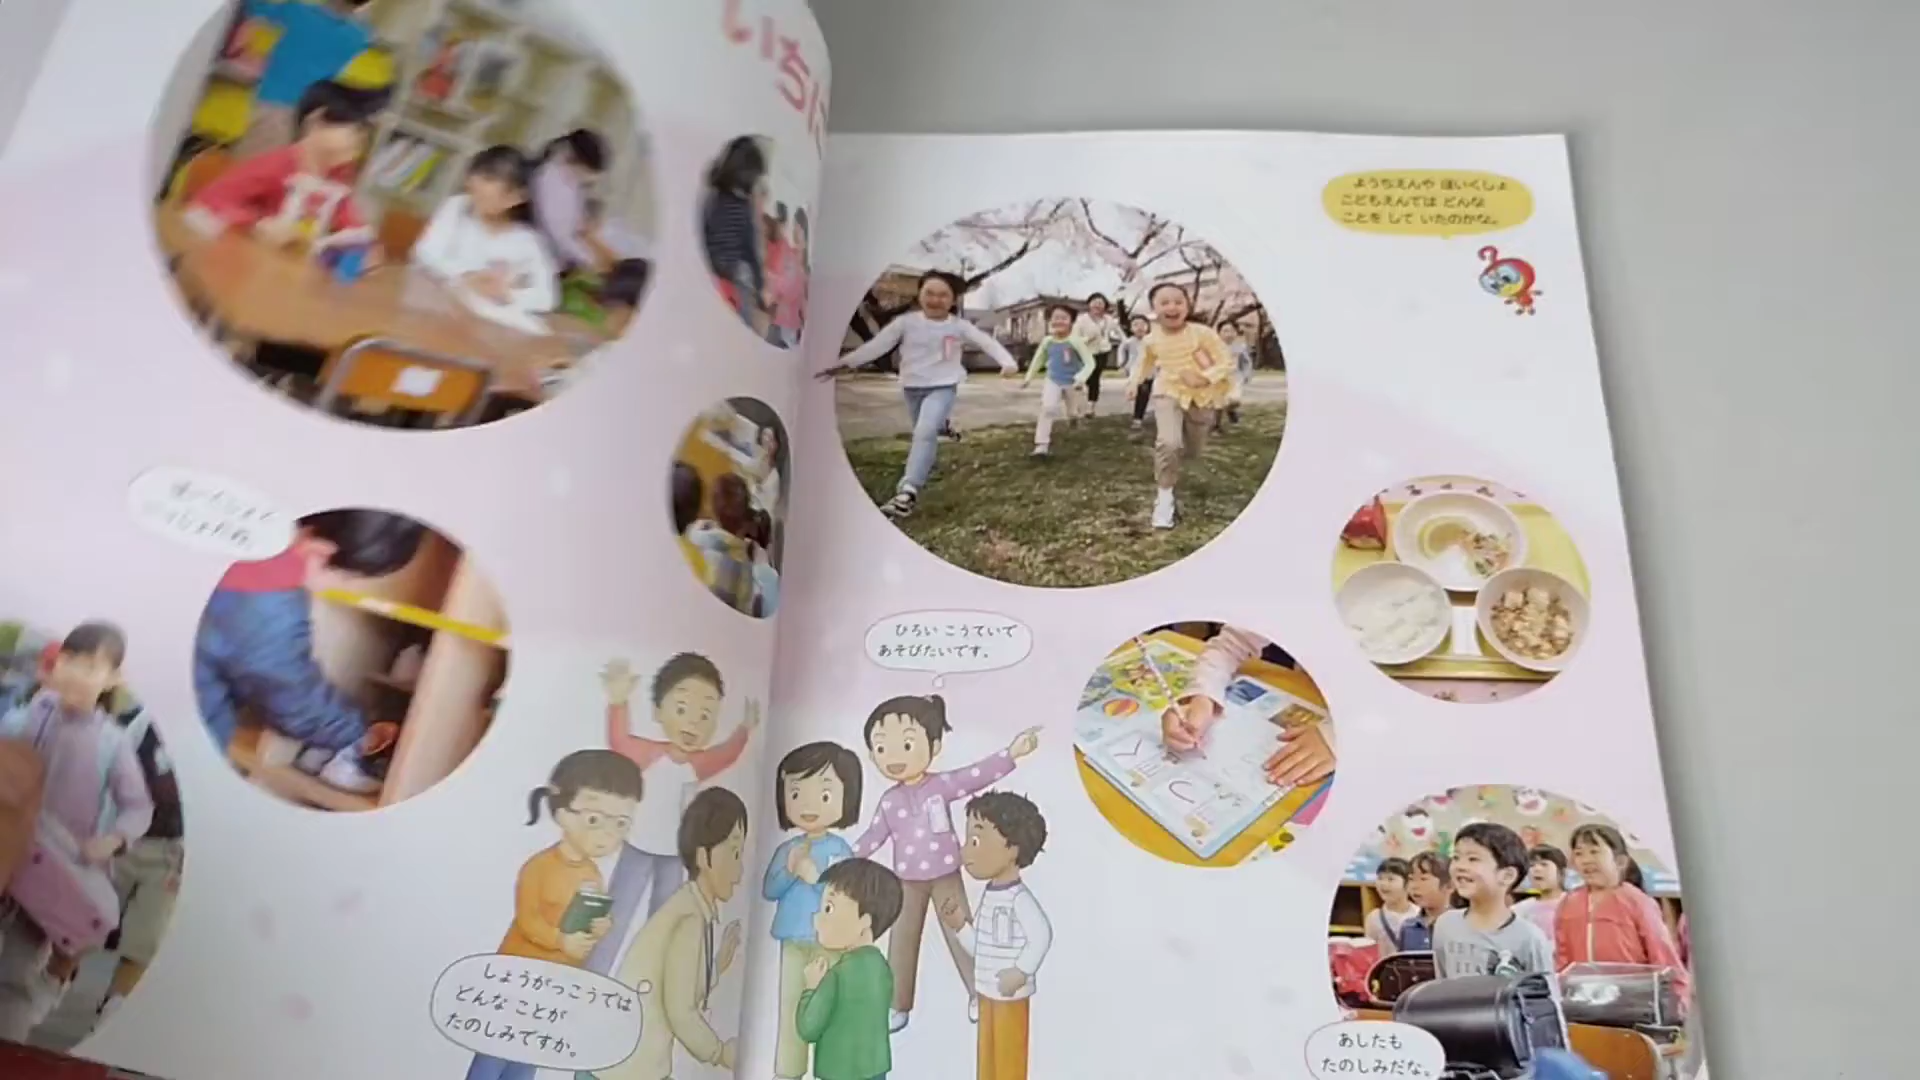 いちに
しょうがっこうでは
どんな ことが
たのしみですか。
ようちえんや ほいくしょ
こどもえんでは どんな
ことを して いたのかな。
ひろい こうていで
あそびたいです。
あしたも
たのしみだな。